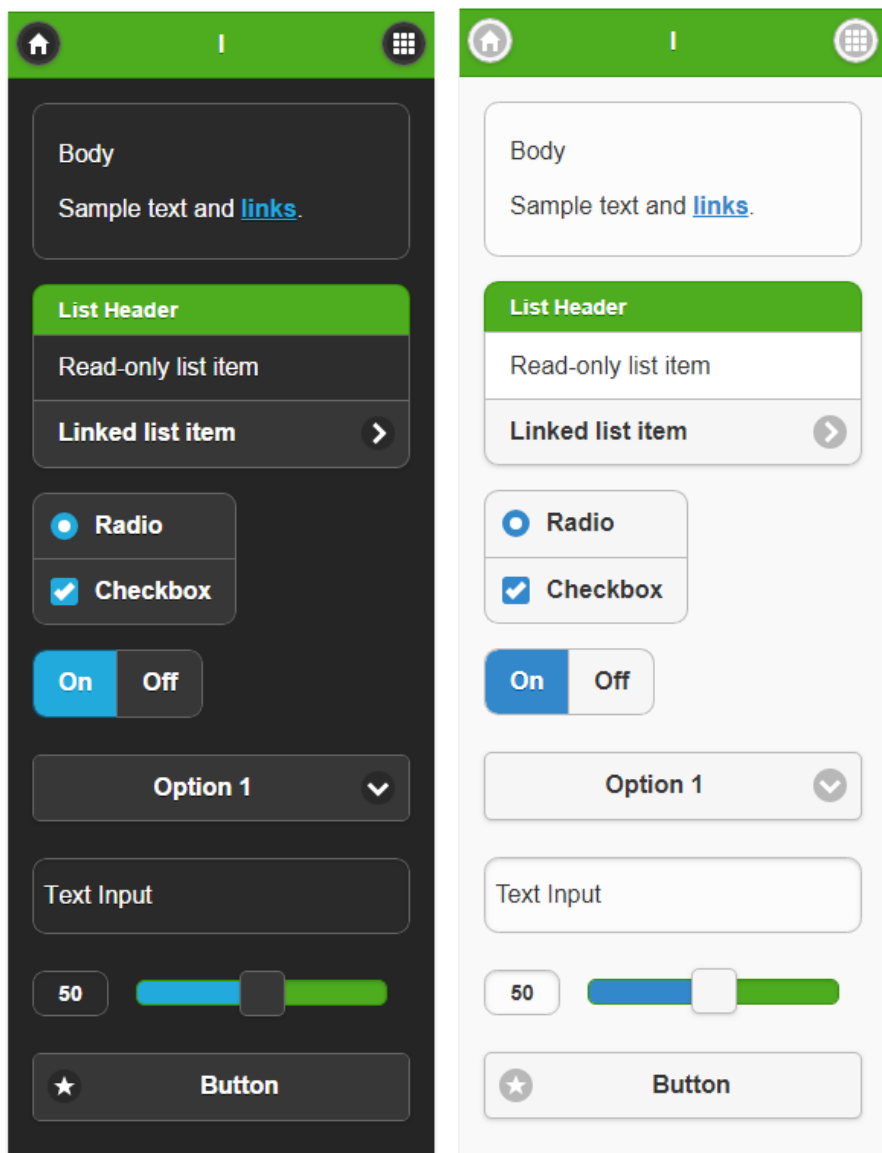 I
Body
Sample text and links.
List Header
Read-only list item
Linked list item
Radio
Checkbox
On Off
Option 1
Text Input
50
Button
I
Body
Sample text and links.
List Header
Read-only list item
Linked list item
Radio
Checkbox
On Off
Option 1
Text Input
50
Button